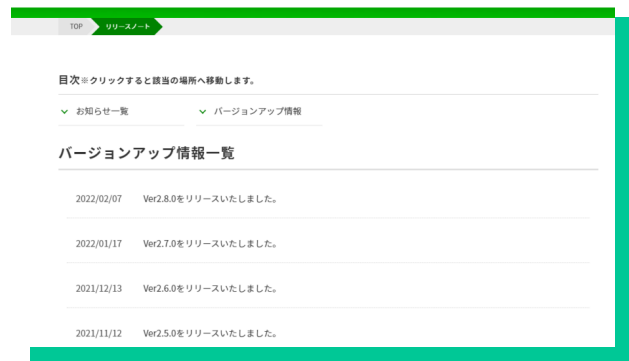 TOP リリースノート
目次※クリックすると該当の場所へ移動します。
お知らせ一覧 バージョンアップ情報
バージョンアップ情報一覧
2022/02/07 Ver2.8.0をリリースいたしました。
2022/01/17 Ver2.7.0をリリースいたしました。
2021/12/13 Ver2.6.0をリリースいたしました。
2021/11/12 Ver2.5.0をリリースいたしました。